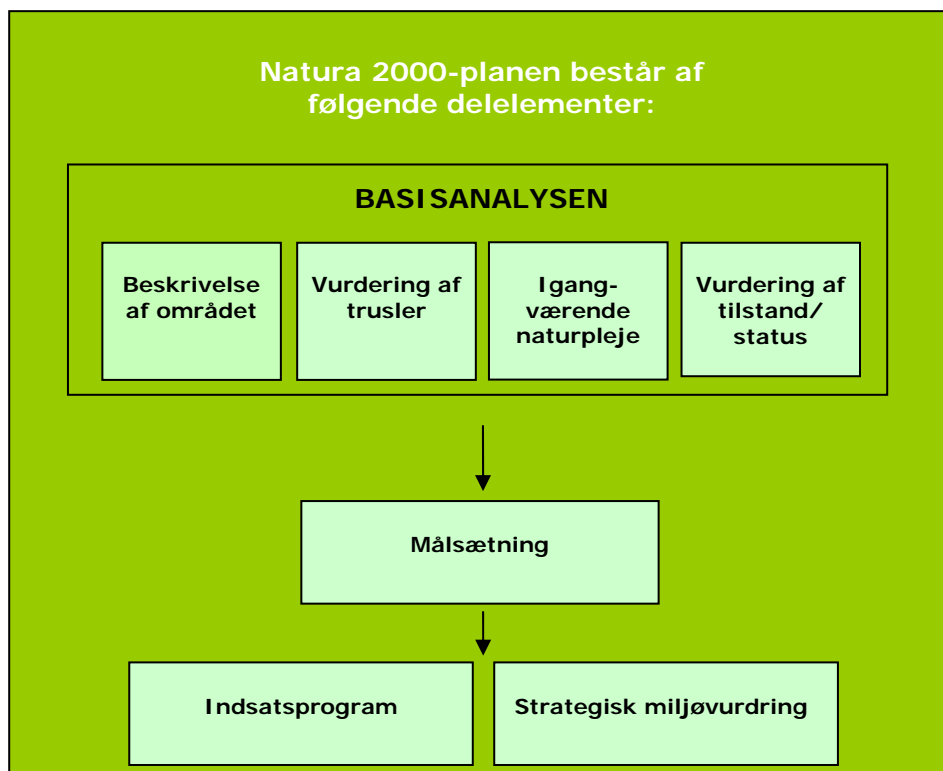 Natura 2000-planen består af
følgende delelementer:
BASISANALYSEN
Beskrivelse
af området
Vurdering af
trusler
Igang-
værende
naturpleje
Vurdering af
tilstand/
status
Målsætning
Indsatsprogram
Strategisk miljøvurdring